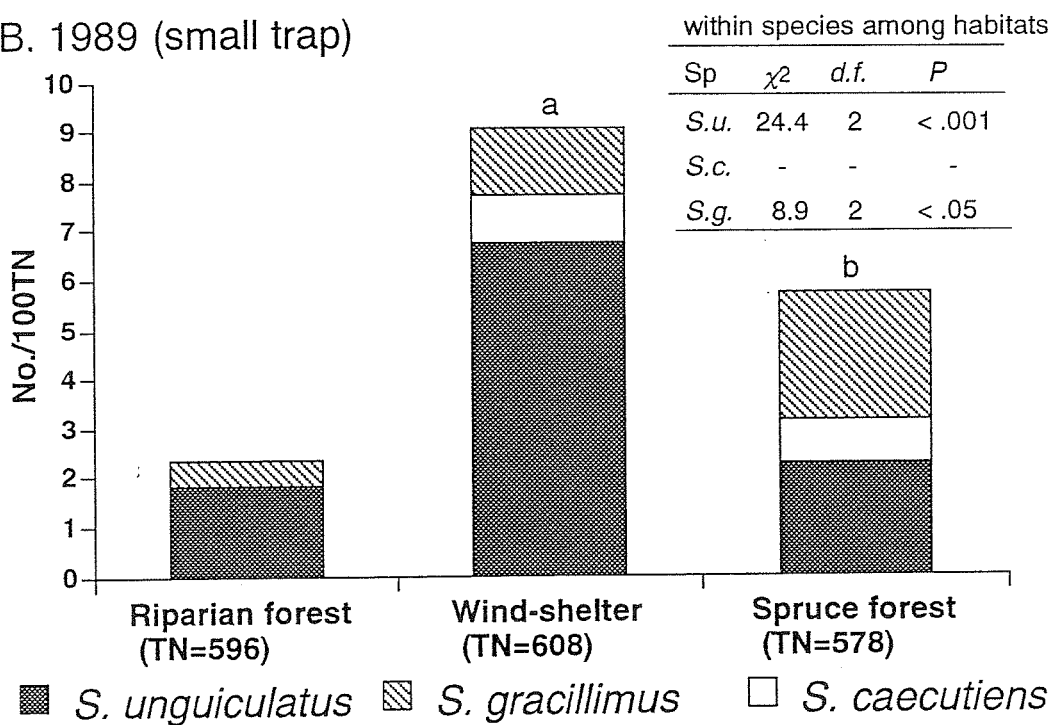 B. 1989 (small trap)
within species among habitats
Sp χ2 d.f. P
S.u. 24.4 2 < .001
S.c. - - -
S.g. 8.9 2 < .05
No./100TN
10
9
8
7
6
5
4
3
2
1
0
a
b
Riparian forest
(TN=596)
Wind-shelter
(TN=608)
Spruce forest
(TN=578)
S. unguiculatus S. gracillimus S. caecutiens